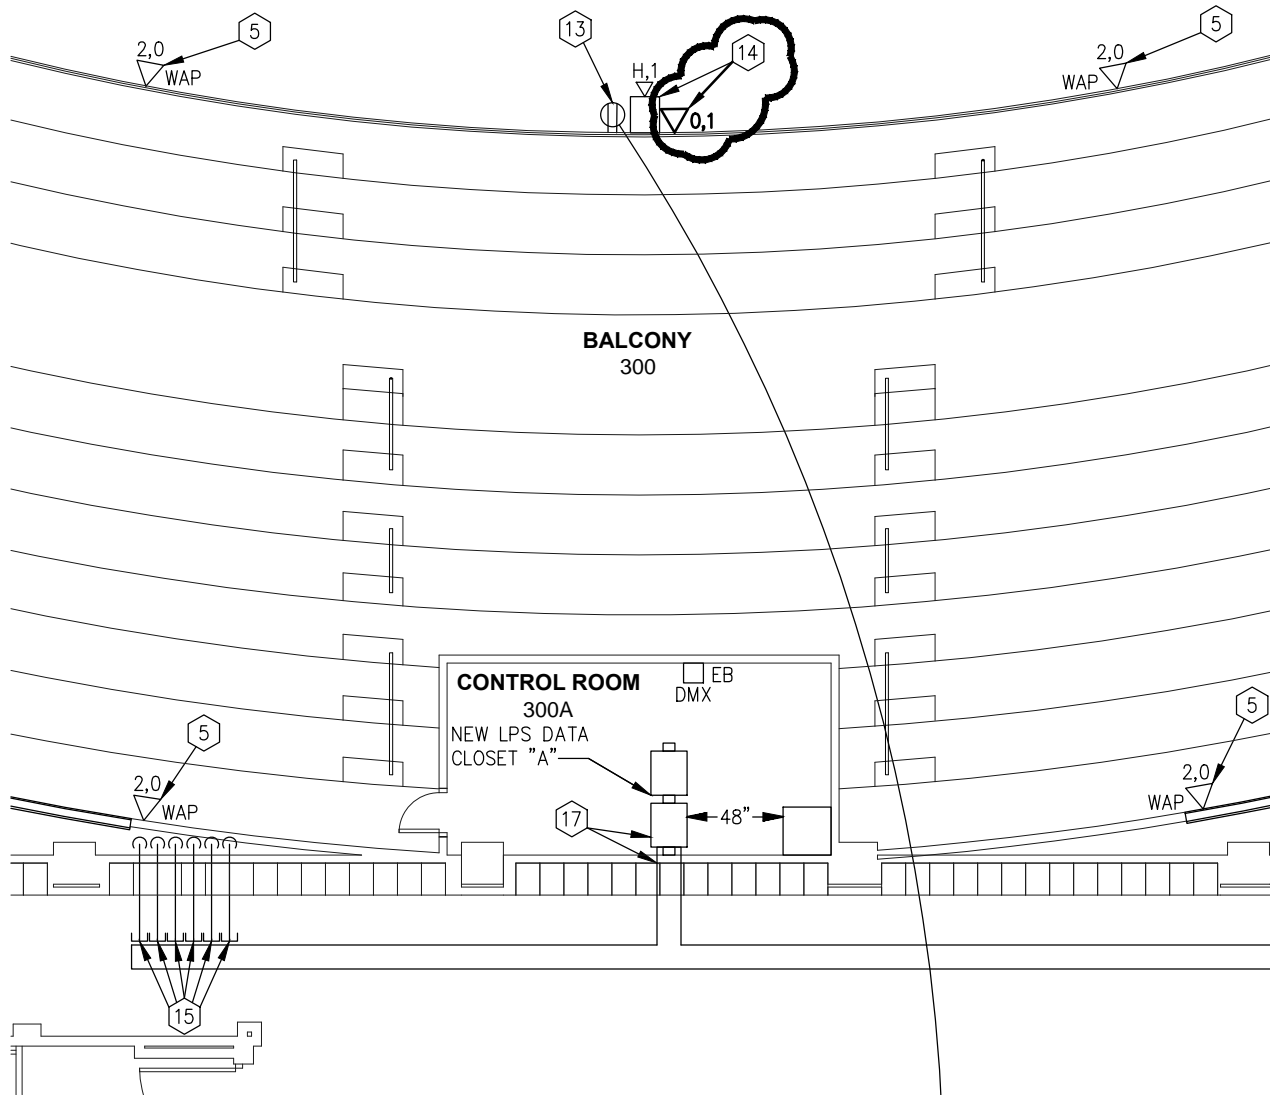 13
5
5
14
2,0
WAP
H,1
2,0
WAP
0,1
BALCONY
300
CONTROL ROOM
300A
EB
DMX
NEW LPS DATA
CLOSET "A"
5
5
2,0
WAP
2,0
WAP
17
48"
15